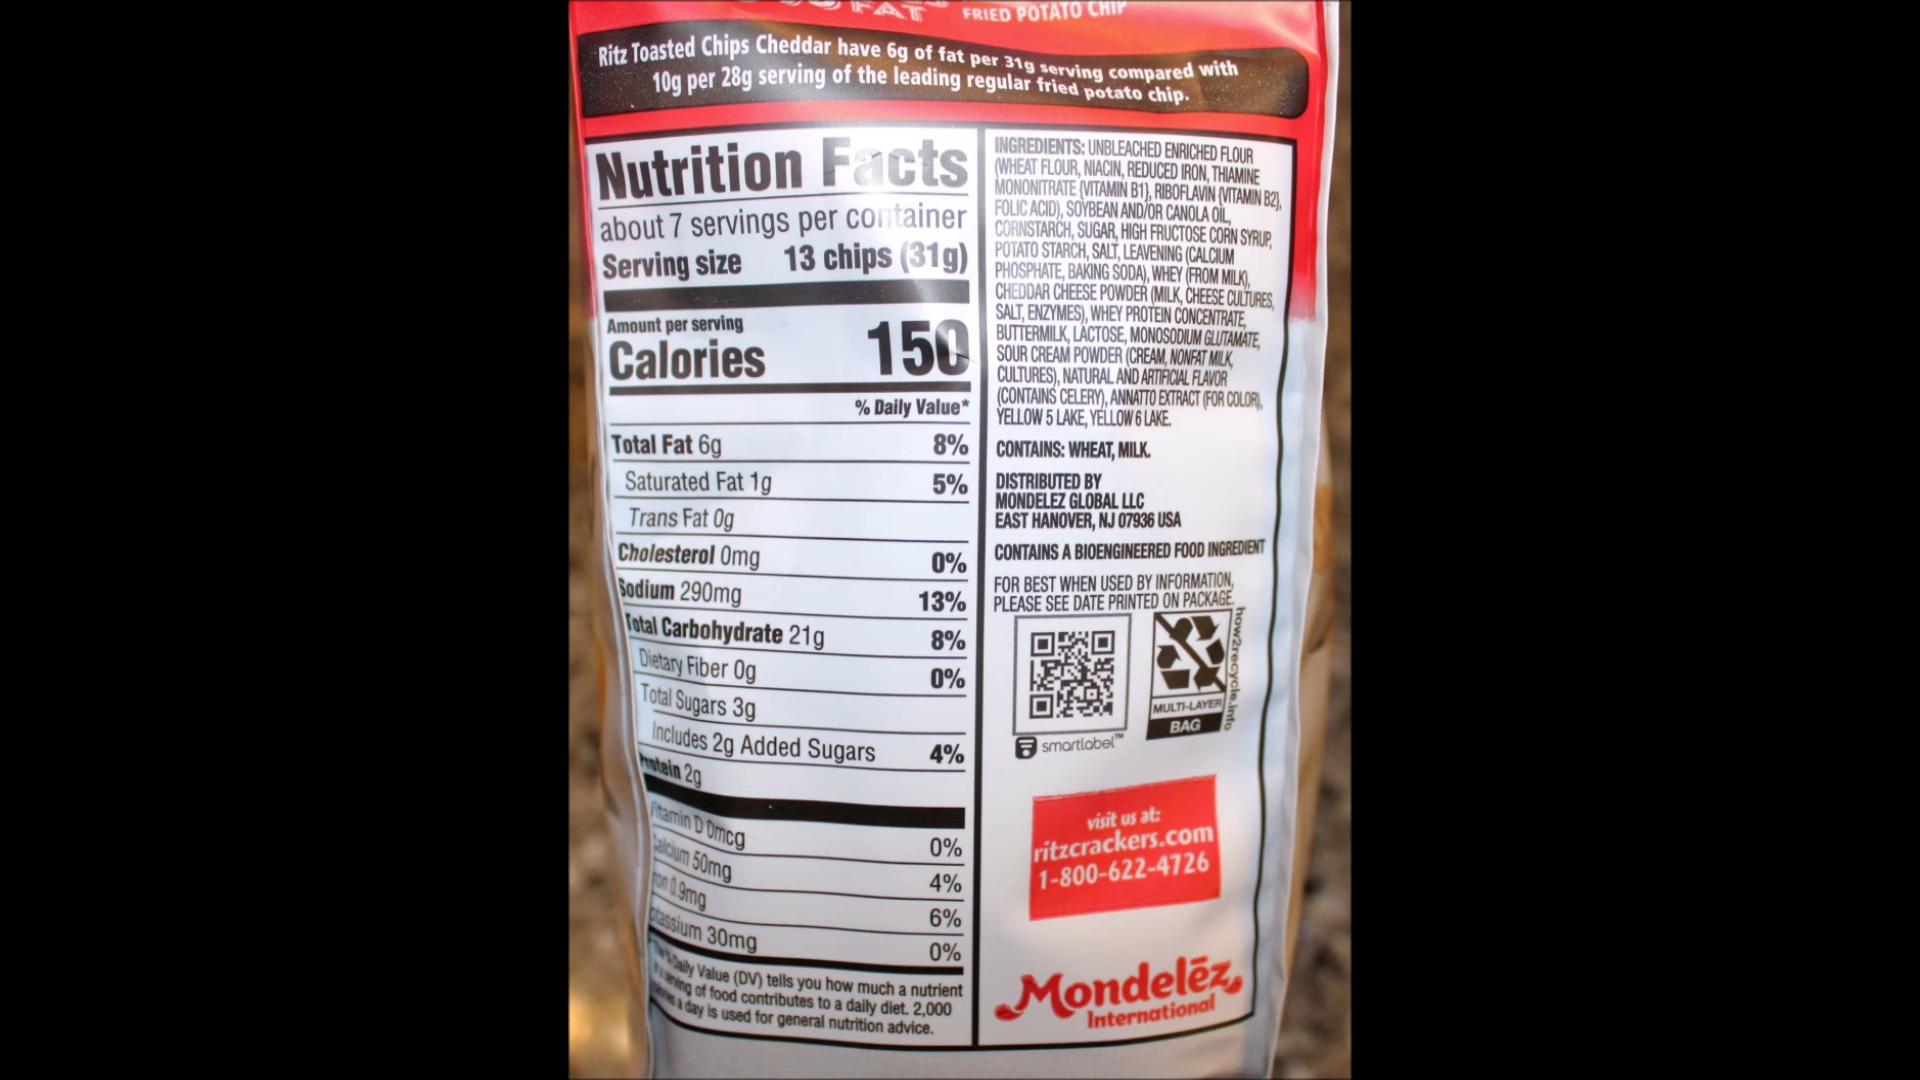 FAT
FRIED POTATO CHIP
Ritz Toasted Chips Cheddar have 6g of fat per 31g serving compared with
10g per 28g serving of the leading regular fried potato chip.
Nutrition Facts
about 7 servings per container
Serving size 13 chips (31g)
Amount per serving
Calories 150
% Daily Value*
Total Fat 6g 8%
Saturated Fat 1g 5%
Trans Fat 0g
Cholesterol 0mg 0%
Sodium 290mg 13%
Total Carbohydrate 21g 8%
Dietary Fiber 0g 0%
Total Sugars 3g
Includes 2g Added Sugars 4%
Protein 2g
Vitamin D 0mcg 0%
Calcium 50mg 4%
Iron 0.9mg 6%
Potassium 30mg 0%
Daily Value (DV) tells you how much a nutrient
serving of food contributes to a daily diet. 2,000
a day is used for general nutrition advice.
INGREDIENTS: UNBLEACHED ENRICHED FLOUR
(WHEAT FLOUR, NIACIN, REDUCED IRON, THIAMINE
MONONITRATE {VITAMIN B1}, RIBOFLAVIN {VITAMIN B2},
FOLIC ACID), SOYBEAN AND/OR CANOLA OIL,
CORNSTARCH, SUGAR, HIGH FRUCTOSE CORN SYRUP,
POTATO STARCH, SALT, LEAVENING (CALCIUM
PHOSPHATE, BAKING SODA), WHEY (FROM MILK),
CHEDDAR CHEESE POWDER (MILK, CHEESE CULTURES,
SALT, ENZYMES), WHEY PROTEIN CONCENTRATE,
BUTTERMILK, LACTOSE, MONOSODIUM GLUTAMATE,
SOUR CREAM POWDER (CREAM, NONFAT MILK,
CULTURES), NATURAL AND ARTIFICIAL FLAVOR
(CONTAINS CELERY), ANNATTO EXTRACT (FOR COLOR),
YELLOW 5 LAKE, YELLOW 6 LAKE.
CONTAINS: WHEAT, MILK.
DISTRIBUTED BY
MONDELEZ GLOBAL LLC
EAST HANOVER, NJ 07936 USA
CONTAINS A BIOENGINEERED FOOD INGREDIENT
FOR BEST WHEN USED BY INFORMATION,
PLEASE SEE DATE PRINTED ON PACKAGE.
smartlabel™
how2recycle.info
MULTI-LAYER
BAG
visit us at:
ritzcrackers.com
1-800-622-4726
Mondelēz
International